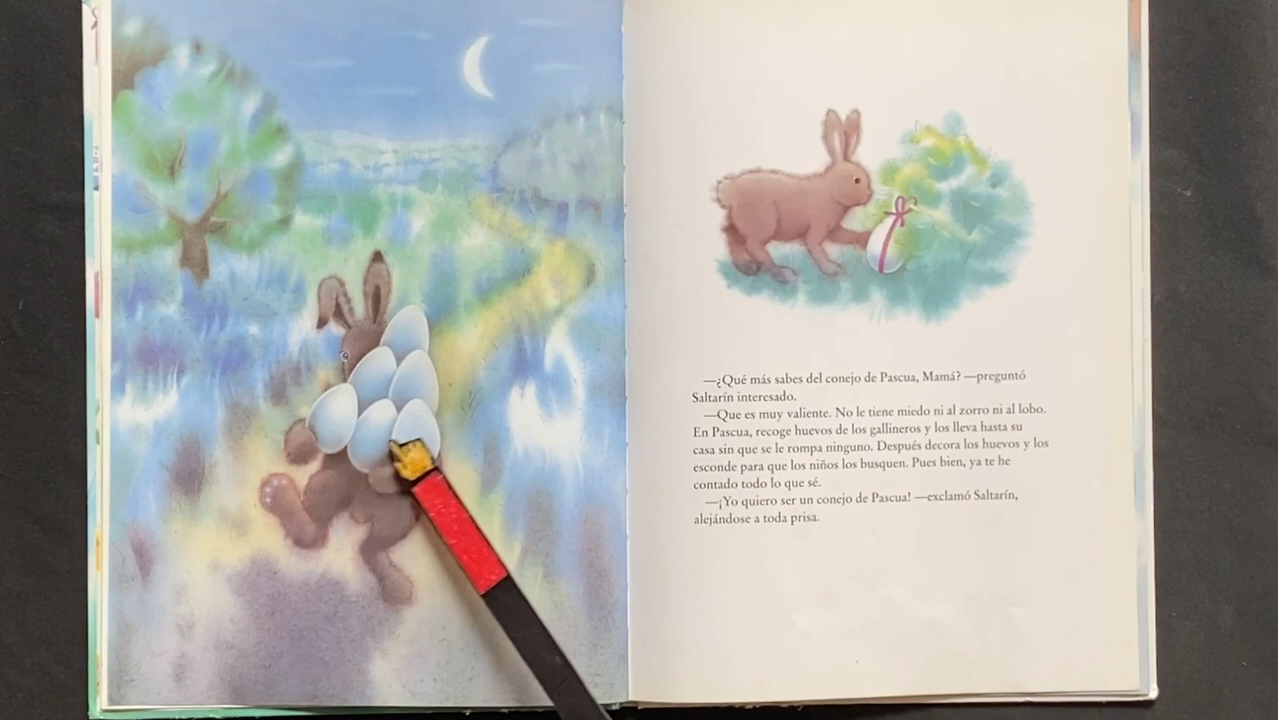 —¿Qué más sabes del conejo de Pascua, Mamá? —preguntó
Saltarín interesado.
—Que es muy valiente. No le tiene miedo ni al zorro ni al lobo.
En Pascua, recoge huevos de los gallineros y los lleva hasta su
casa sin que se le rompa ninguno. Después decora los huevos y los
esconde para que los niños los busquen. Pues bien, ya te he
contado todo lo que sé.
—¡Yo quiero ser un conejo de Pascua! —exclamó Saltarín,
alejándose a toda prisa.